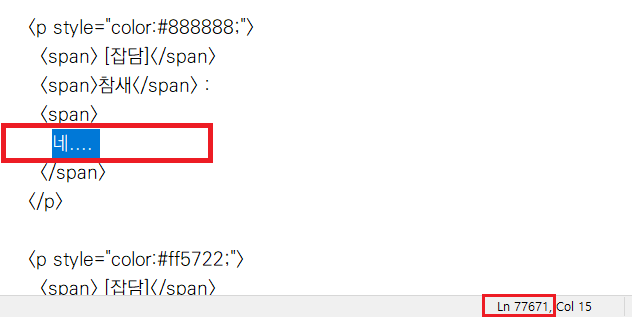 <p style="color:#888888;">
<span> [잡담]</span>
<span>참새</span> :
<span>
네....
</span>
</p>
<p style="color:#ff5722;">
<span> [잡담]</span>
Ln 77671, Col 15